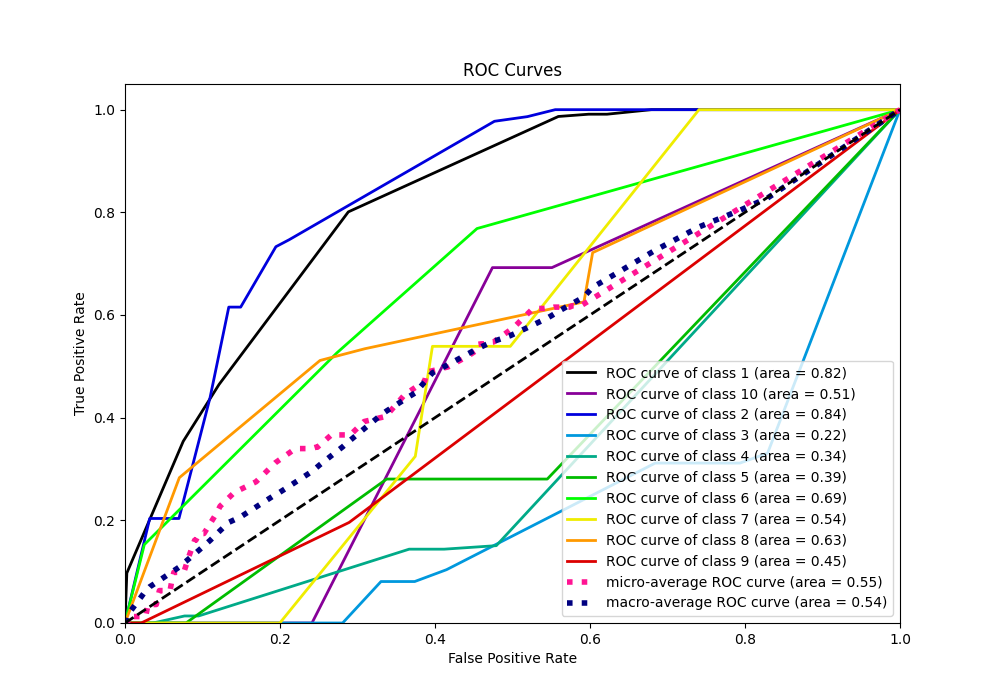 ROC Curves
True Positive Rate
1.0
0.8
0.6
0.4
0.2
0.0
ROC curve of class 1 (area = 0.82)
ROC curve of class 10 (area = 0.51)
ROC curve of class 2 (area = 0.84)
ROC curve of class 3 (area = 0.22)
ROC curve of class 4 (area = 0.34)
ROC curve of class 5 (area = 0.39)
ROC curve of class 6 (area = 0.69)
ROC curve of class 7 (area = 0.54)
ROC curve of class 8 (area = 0.63)
ROC curve of class 9 (area = 0.45)
micro-average ROC curve (area = 0.55)
macro-average ROC curve (area = 0.54)
0.0 0.2 0.4 0.6 0.8 1.0
False Positive Rate